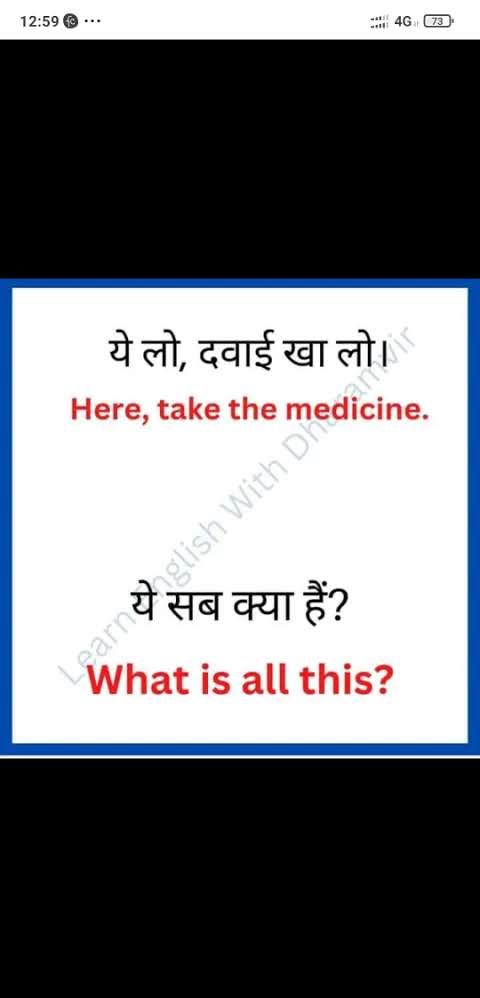 12:59 ...
4G 73
ये लो, दवाई खा लो।
Here, take the medicine.
ये सब क्या हैं?
What is all this?
Learn English With Dharamvir